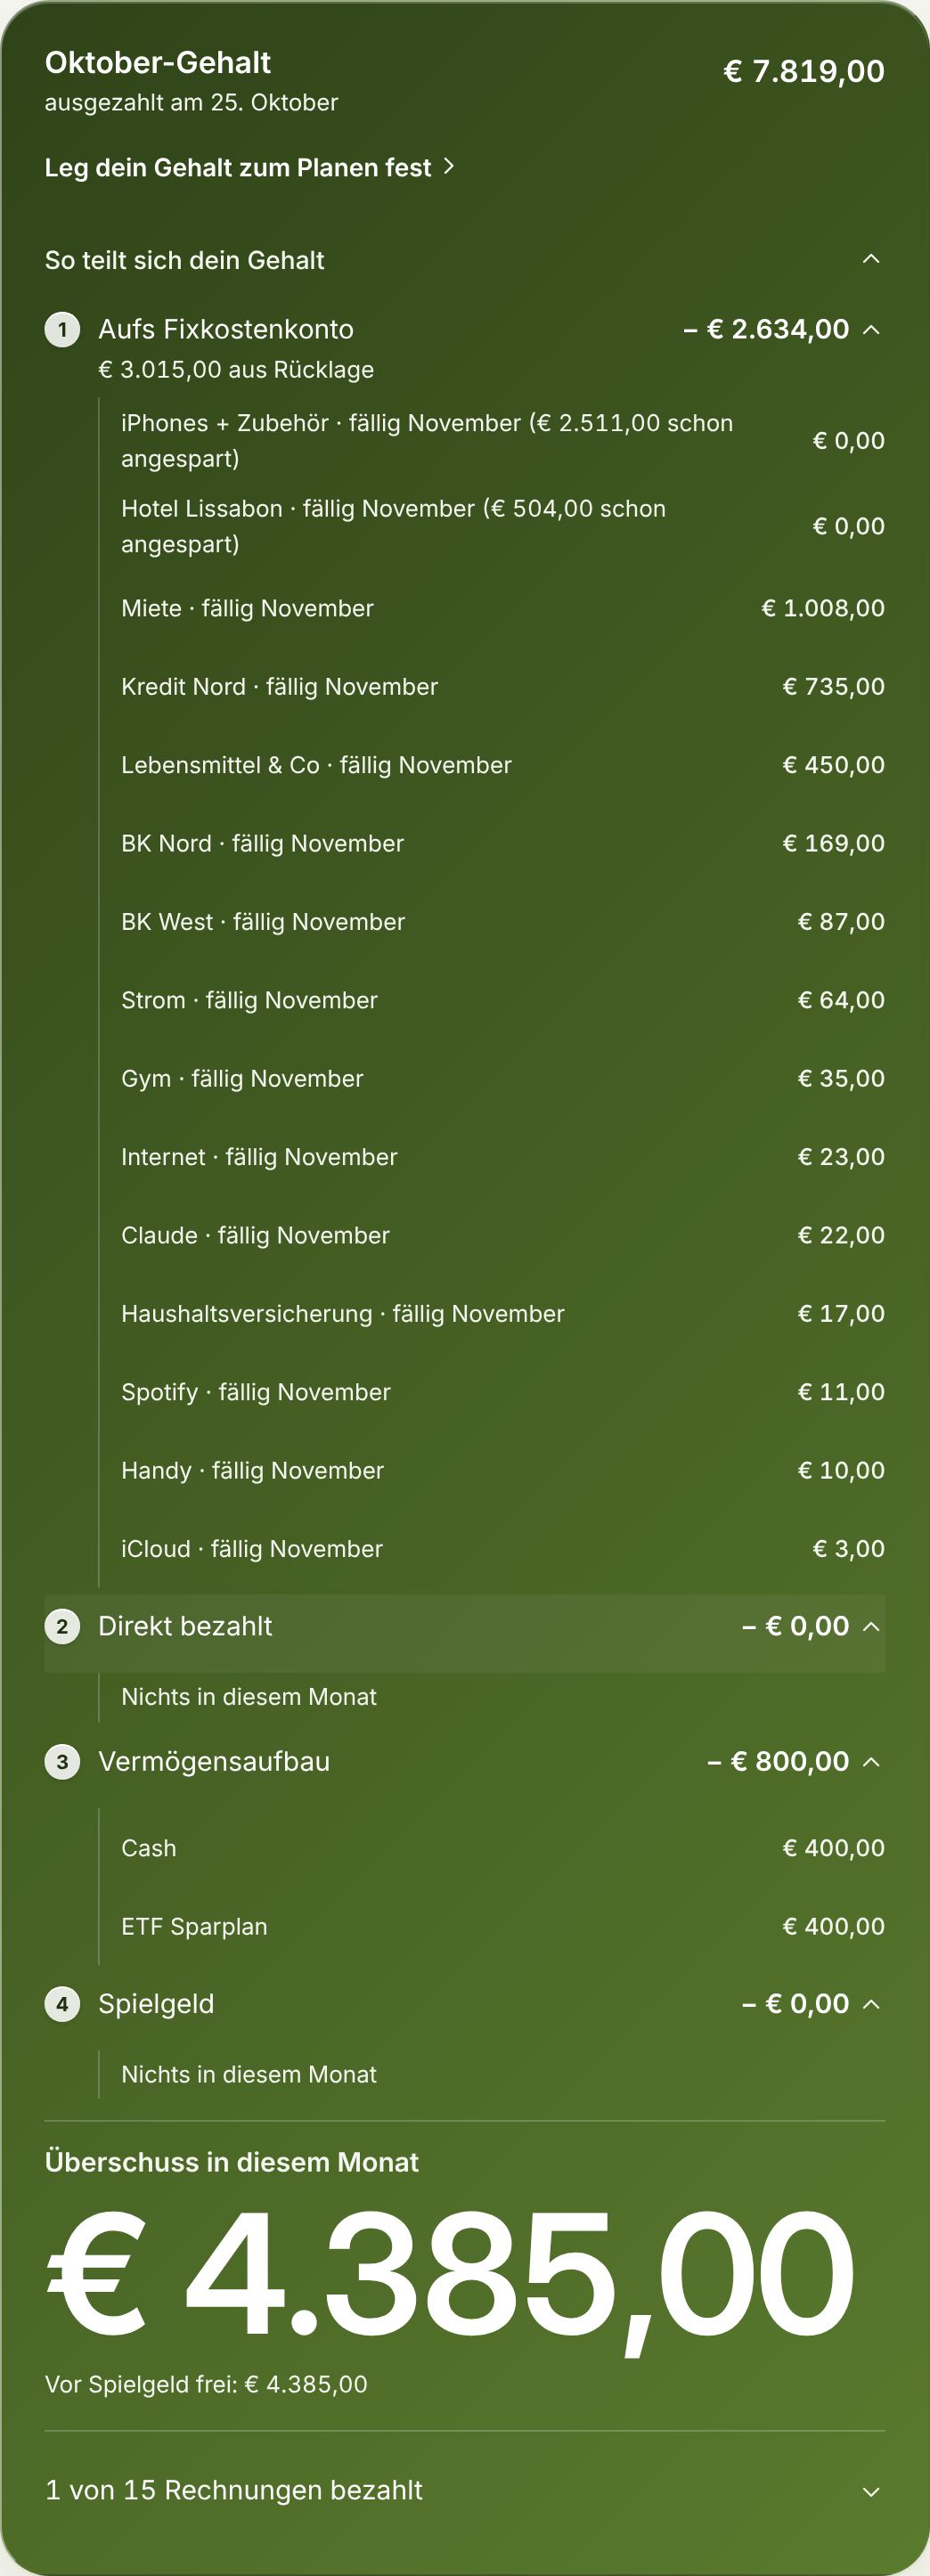 Oktober-Gehalt
€ 7.819,00
ausgezahlt am 25. Oktober
Leg dein Gehalt zum Planen fest
So teilt sich dein Gehalt
1 Aufs Fixkostenkonto – € 2.634,00
€ 3.015,00 aus Rücklage
iPhones + Zubehör · fällig November (€ 2.511,00 schon
angespart)
€ 0,00
Hotel Lissabon · fällig November (€ 504,00 schon
angespart)
€ 0,00
Miete · fällig November € 1.008,00
Kredit Nord · fällig November € 735,00
Lebensmittel & Co · fällig November € 450,00
BK Nord · fällig November € 169,00
BK West · fällig November € 87,00
Strom · fällig November € 64,00
Gym · fällig November € 35,00
Internet · fällig November € 23,00
Claude · fällig November € 22,00
Haushaltsversicherung · fällig November € 17,00
Spotify · fällig November € 11,00
Handy · fällig November € 10,00
iCloud · fällig November € 3,00
2 Direkt bezahlt – € 0,00
Nichts in diesem Monat
3 Vermögensaufbau – € 800,00
Cash € 400,00
ETF Sparplan € 400,00
4 Spielgeld – € 0,00
Nichts in diesem Monat
Überschuss in diesem Monat
€ 4.385,00
Vor Spielgeld frei: € 4.385,00
1 von 15 Rechnungen bezahlt